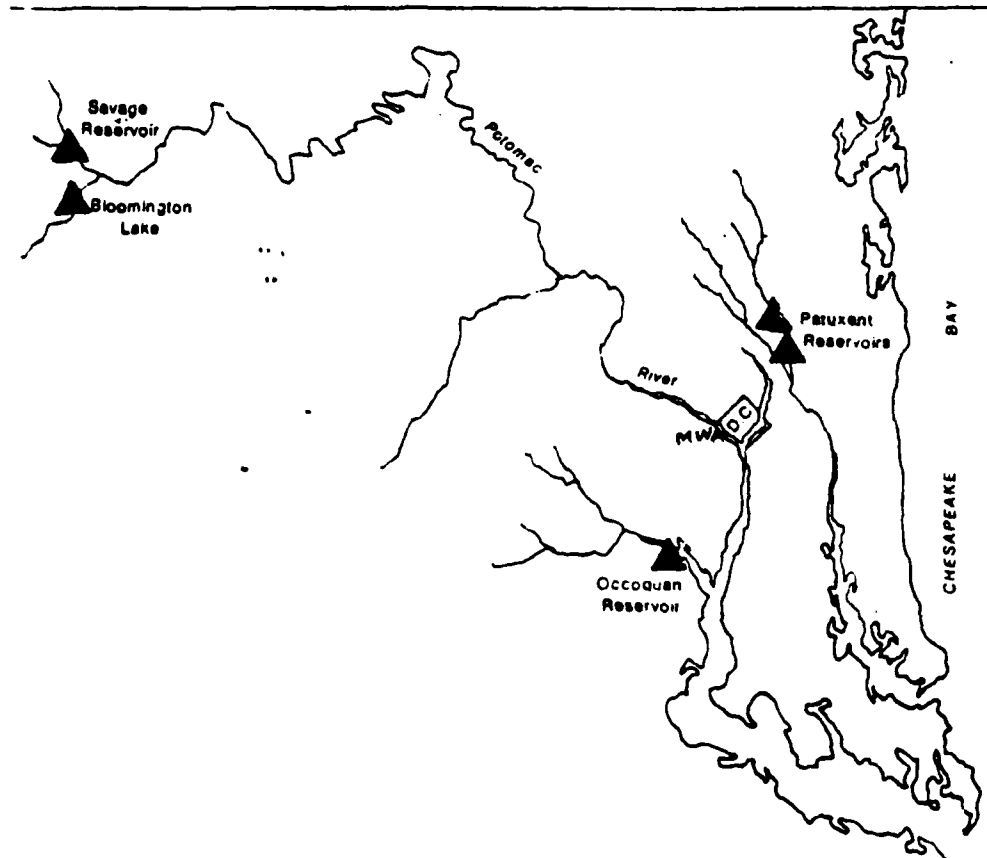 Savage
Reservoir
Bloomington
Lake
Potomac
River
Patuxent
Reservoirs
D.C
MWA
Occoquan
Reservoir
CHESAPEAKE
BAY